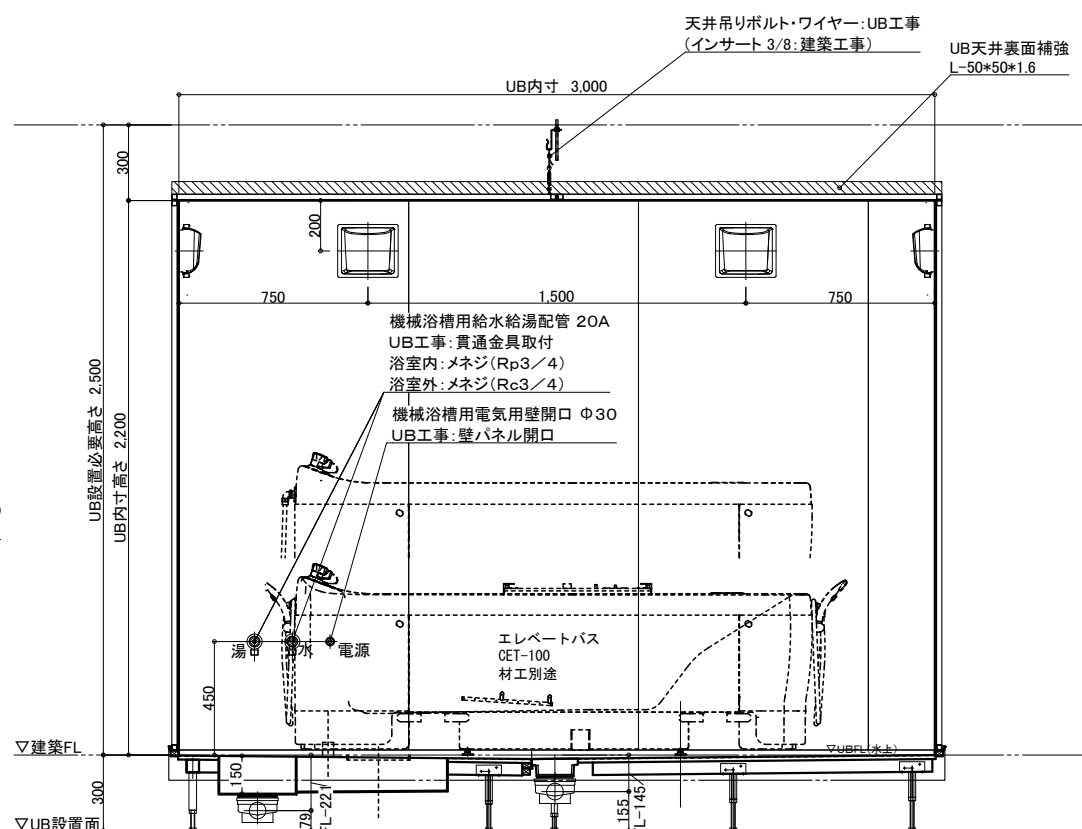 天井吊りボルト・ワイヤー：UB工事
(インサート 3/8：建築工事)
UB天井裏面補強
L-50*50*1.6
UB内寸 3,000
300
200
750
1,500
750
機械浴槽用給水給湯配管 20A
UB工事：貫通金具取付
浴室内：メネジ(Rp3／4)
浴室外：メネジ(Rc3／4)
機械浴槽用電気用壁開口 Φ30
UB工事：壁パネル開口
UB設置必要高さ 2,500
UB内寸高さ 2,200
湯
水
電源
エレベートバス
CET-100
材工別途
450
▽建築FL
▽UBFL(水上)
150
300
79
FL-221
155
FL-145
▽UB設置面